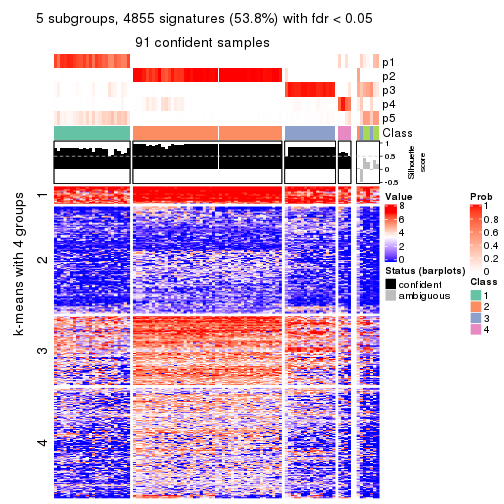 5 subgroups, 4855 signatures (53.8%) with fdr < 0.05
91 confident samples
p1
p2
p3
p4
p5
Class
1
0.5
0
-0.5
Silhouette
score
k-means with 4 groups
1
2
3
4
Value
8
6
4
2
0
Status (barplots)
confident
ambiguous
Prob
1
0.8
0.6
0.4
0.2
0
Class
1
2
3
4